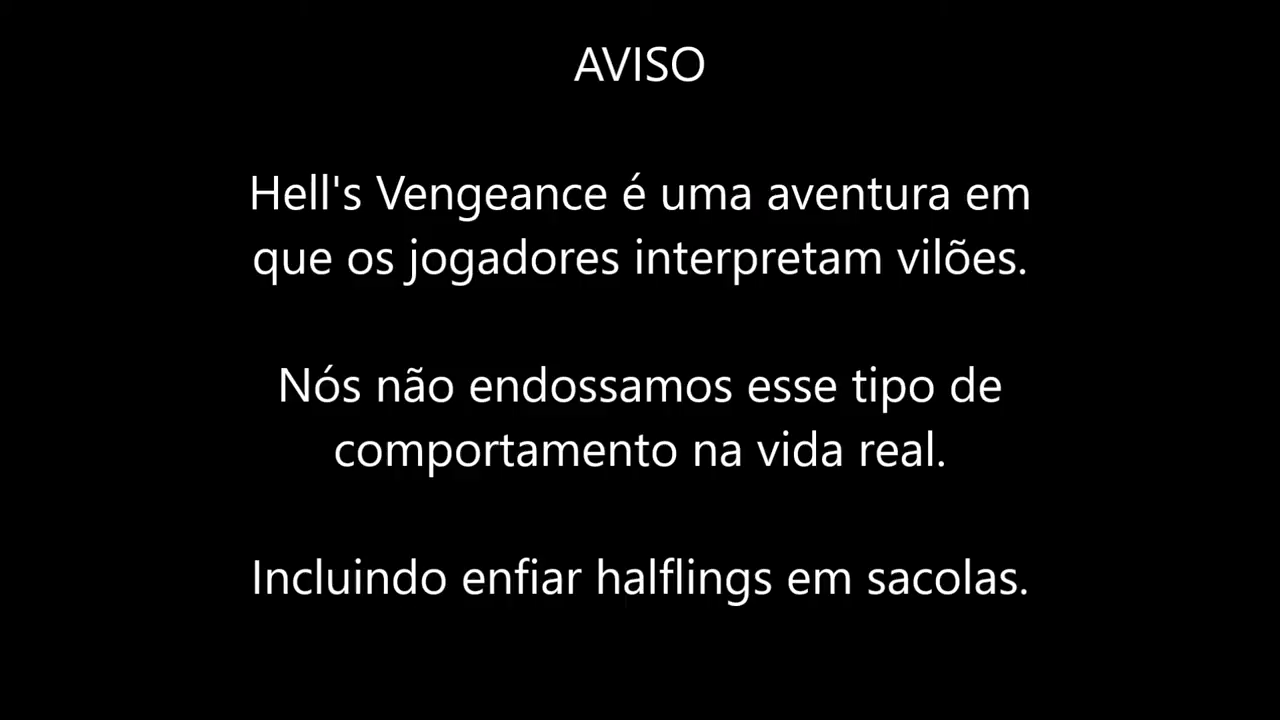 AVISO
Hell's Vengeance é uma aventura em
que os jogadores interpretam vilões.
Nós não endossamos esse tipo de
comportamento na vida real.
Incluindo enfiar halflings em sacolas.